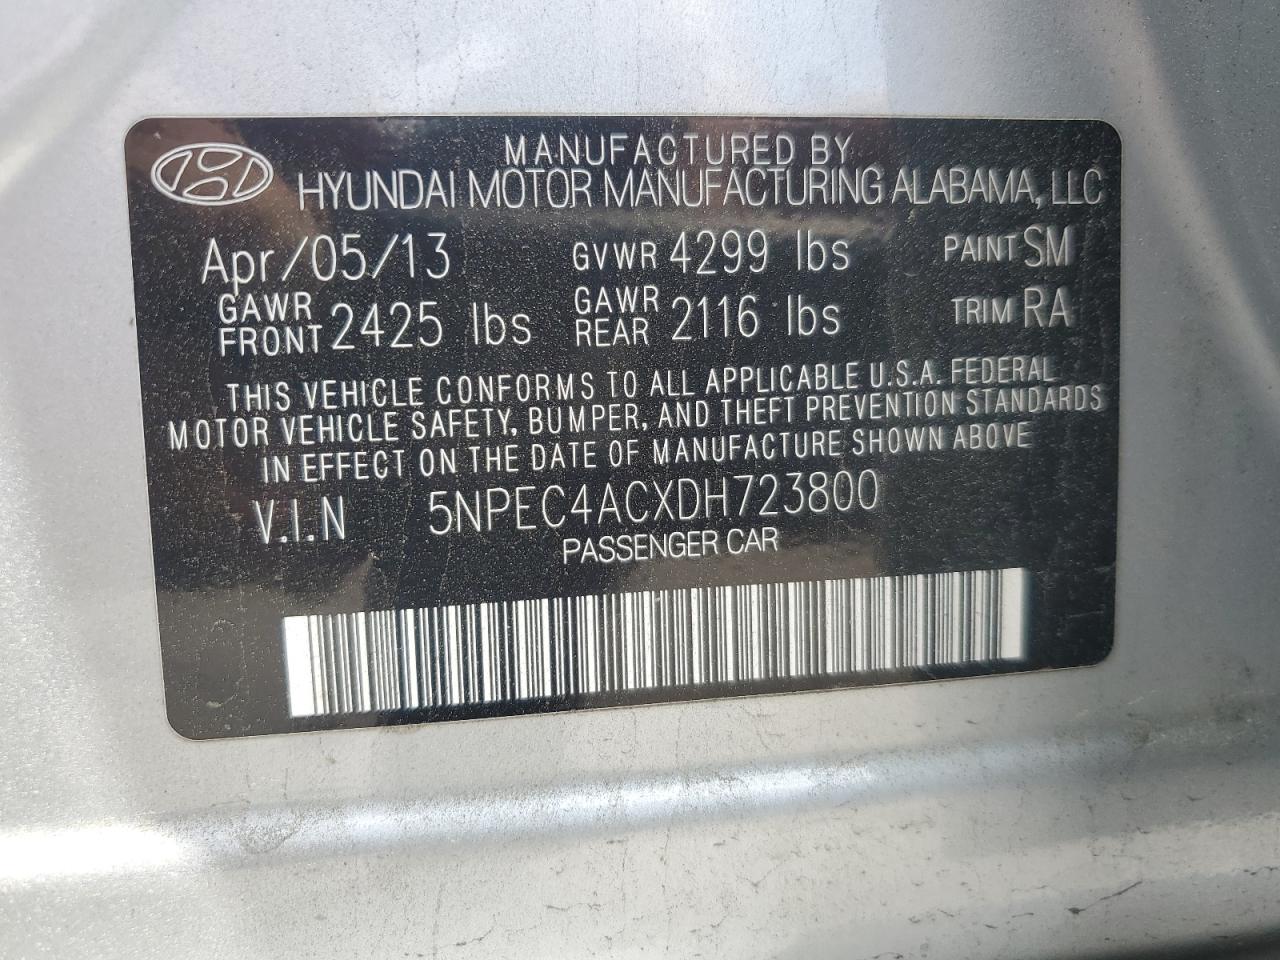 MANUFACTURED BY
HYUNDAI MOTOR MANUFACTURING ALABAMA, LLC
Apr/05/13 GVWR 4299 lbs PAINT SM
GAWR FRONT 2425 lbs GAWR REAR 2116 lbs TRIM RA
THIS VEHICLE CONFORMS TO ALL APPLICABLE U.S.A. FEDERAL
MOTOR VEHICLE SAFETY, BUMPER, AND THEFT PREVENTION STANDARDS
IN EFFECT ON THE DATE OF MANUFACTURE SHOWN ABOVE
V.I.N 5NPEC4ACXDH723800
PASSENGER CAR